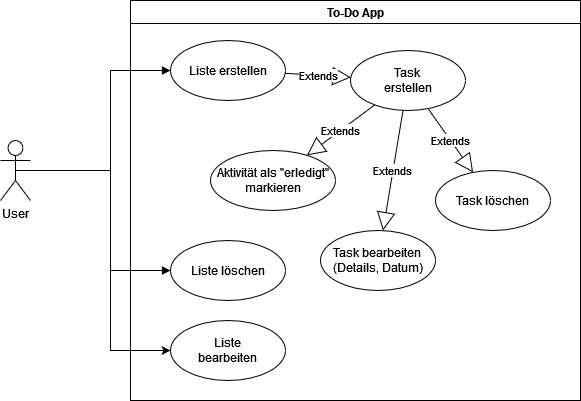 To-Do App
Liste erstellen
Extends
Task
erstellen
Extends
Extends
Extends
Aktivität als "erledigt"
markieren
Task löschen
User
Task bearbeiten
(Details, Datum)
Liste löschen
Liste
bearbeiten